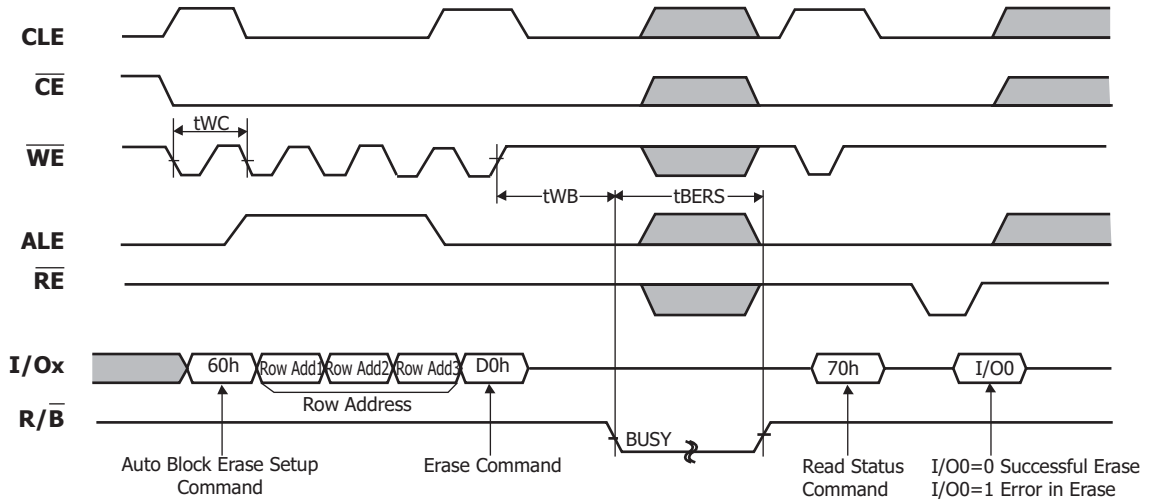 CLE
CE
tWC
WE
tWB
tBERS
ALE
RE
I/Ox
60h
Row Add1
Row Add2
Row Add3
D0h
70h
I/O0
Row Address
R/B
BUSY
Auto Block Erase Setup
Command
Erase Command
Read Status
Command
I/O0=0 Successful Erase
I/O0=1 Error in Erase